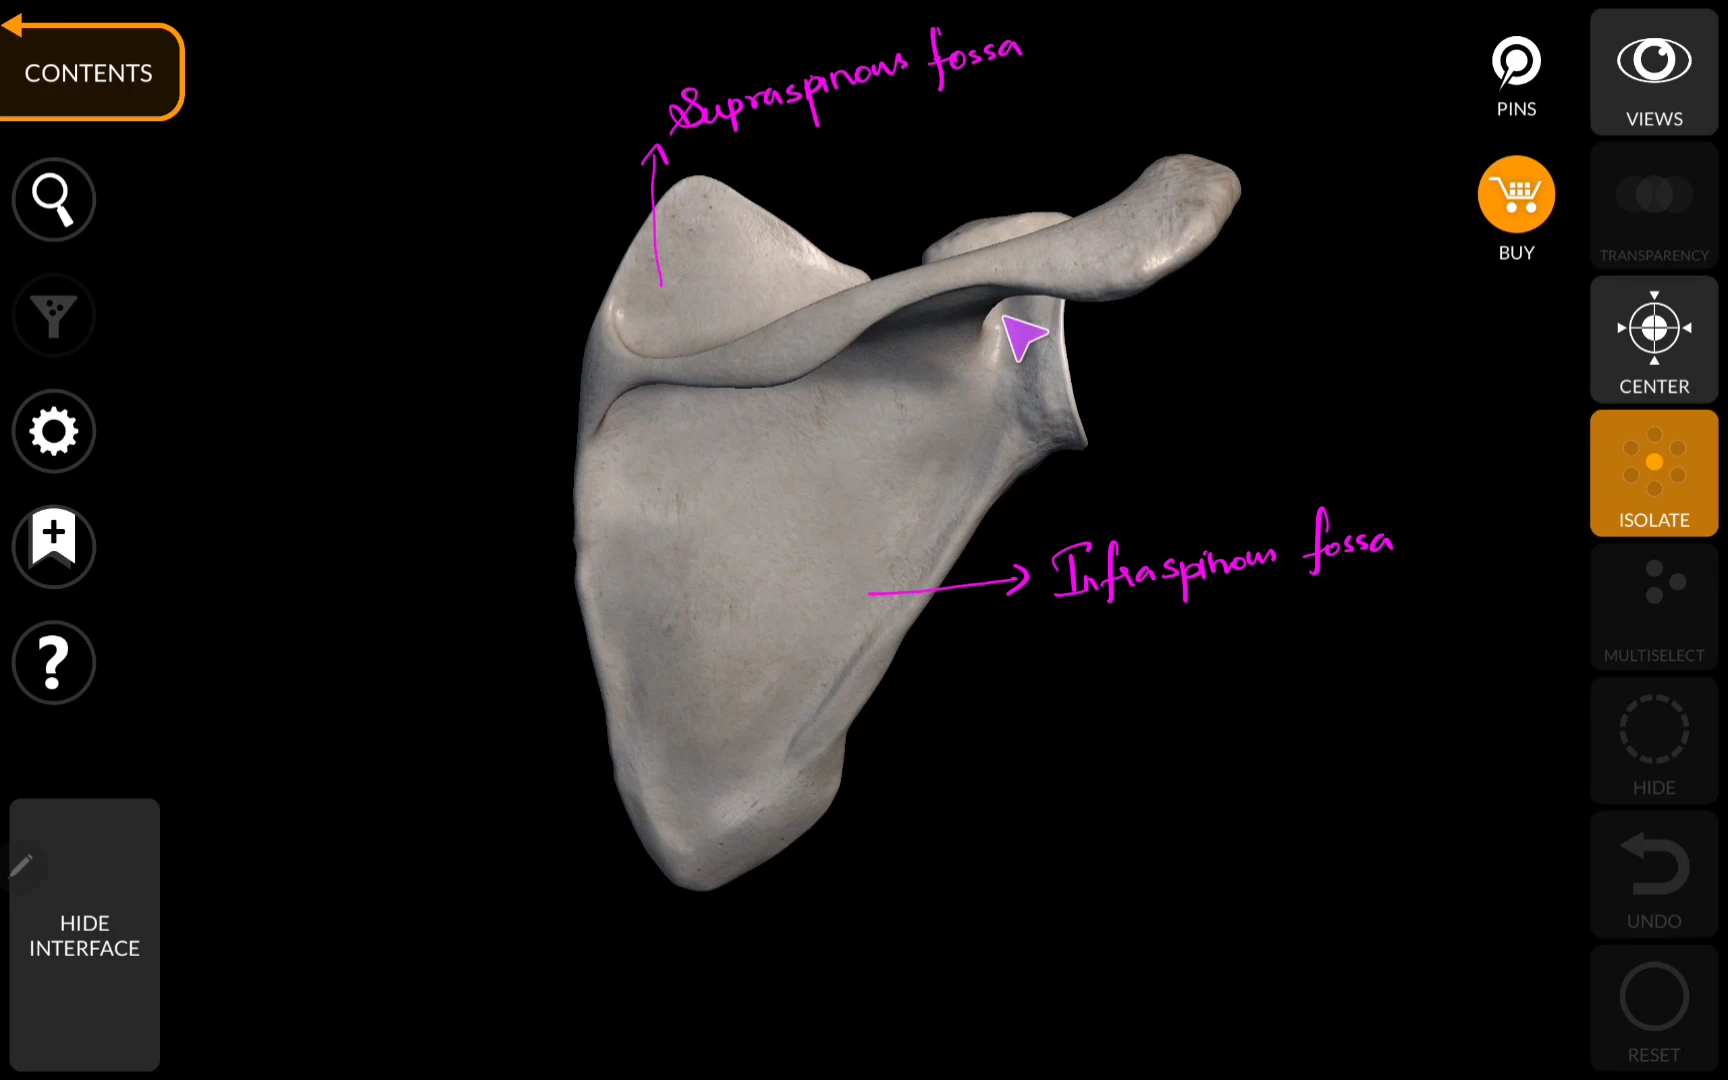 CONTENTS
Supraspinous fossa
PINS
VIEWS
BUY
TRANSPARENCY
CENTER
ISOLATE
Infraspinous fossa
MULTISELECT
HIDE
UNDO
HIDE
INTERFACE
RESET